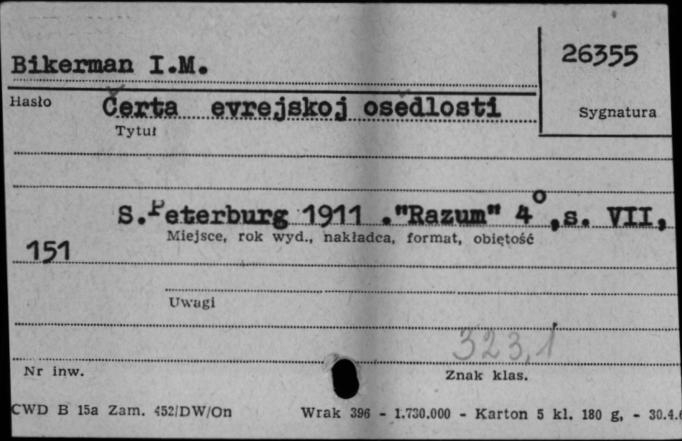 Bikerman I.M.
26355
Hasło
Čerta evrejskoj osëdlosti
Sygnatura
Tytuł
S.Peterburg 1911 ."Razum" 4°,s. VII,
Miejsce, rok wyd., nakładca, format, objętość
151
Uwagi
323,1
Nr inw.
Znak klas.
CWD B 15a Zam. 452/DW/On Wrak 396 - 1.730.000 - Karton 5 kl. 180 g, - 30.4.